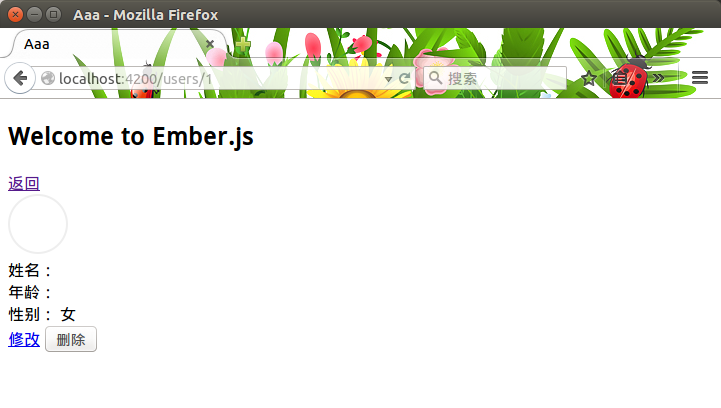 Aaa - Mozilla Firefox
Aaa
localhost:4200/users/1 搜索
Welcome to Ember.js
返回
姓名：
年龄：
性别： 女
修改 删除